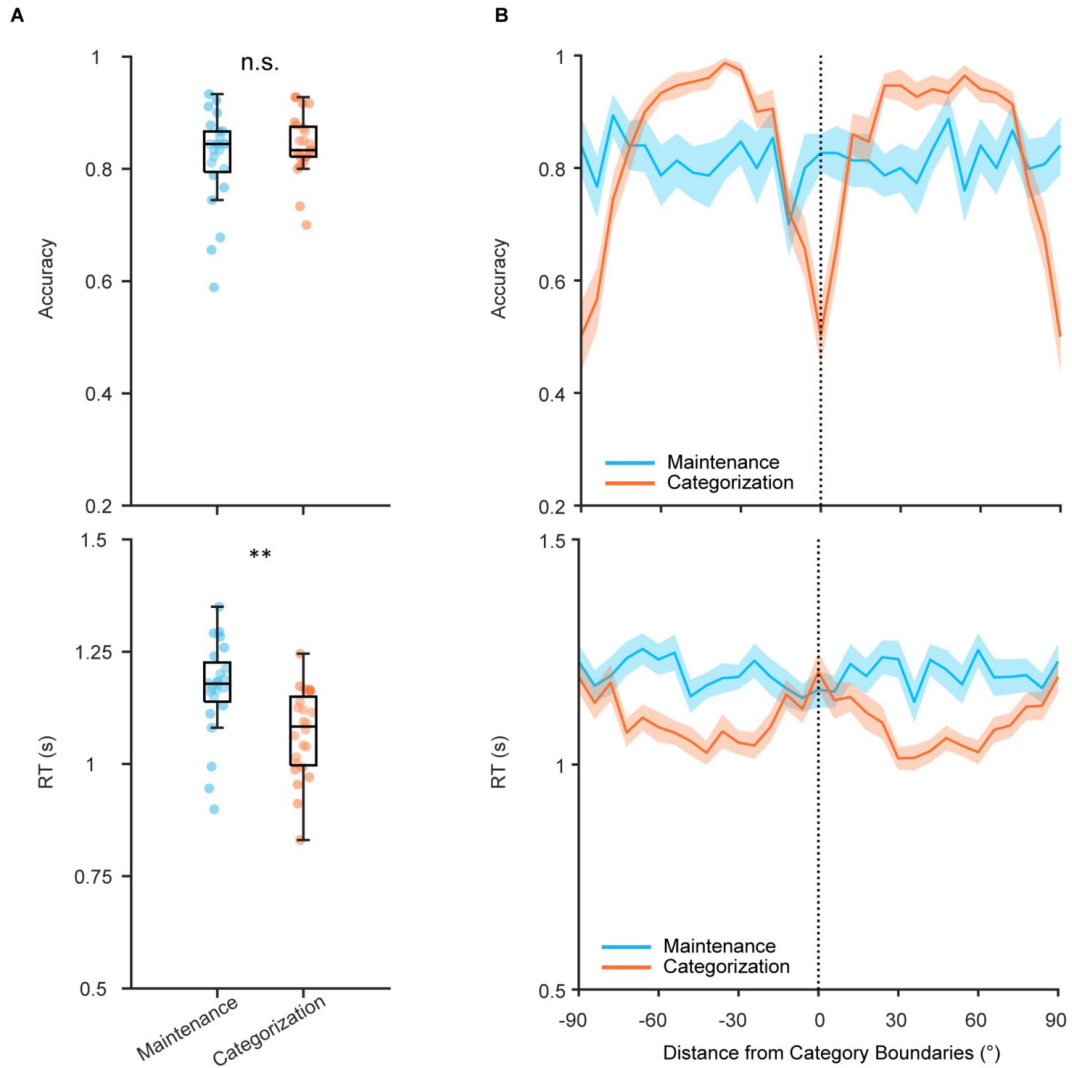 A
B
n.s.
1
0.8
0.6
0.4
0.2
Accuracy
1
0.8
0.6
0.4
0.2
Accuracy
Maintenance
Categorization
**
1.5
1.25
1
0.75
0.5
RT (s)
Maintenance
Categorization
1.5
1
0.5
RT (s)
Maintenance
Categorization
-90 -60 -30 0 30 60 90
Distance from Category Boundaries (°)